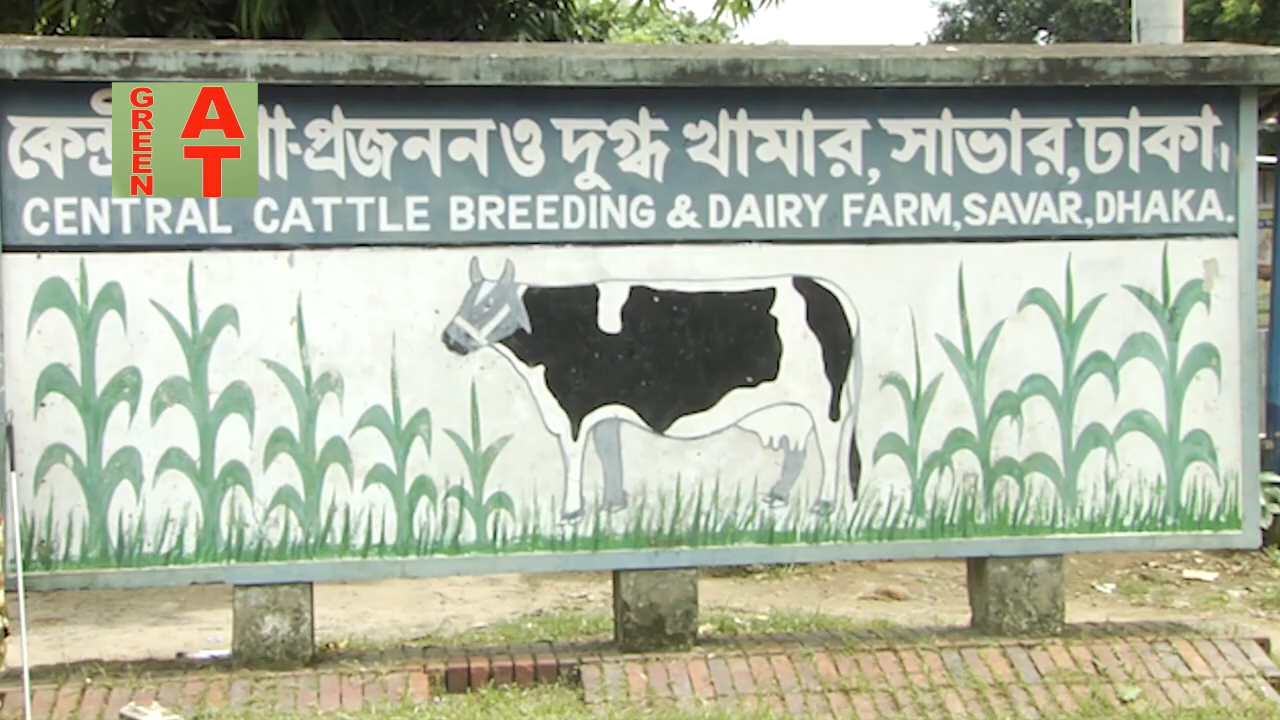 প্রজনন ও দুগ্ধ খামার, সাভার, ঢাকা।
CENTRAL CATTLE BREEDING & DAIRY FARM, SAVAR, DHAKA.
GREEN
AT